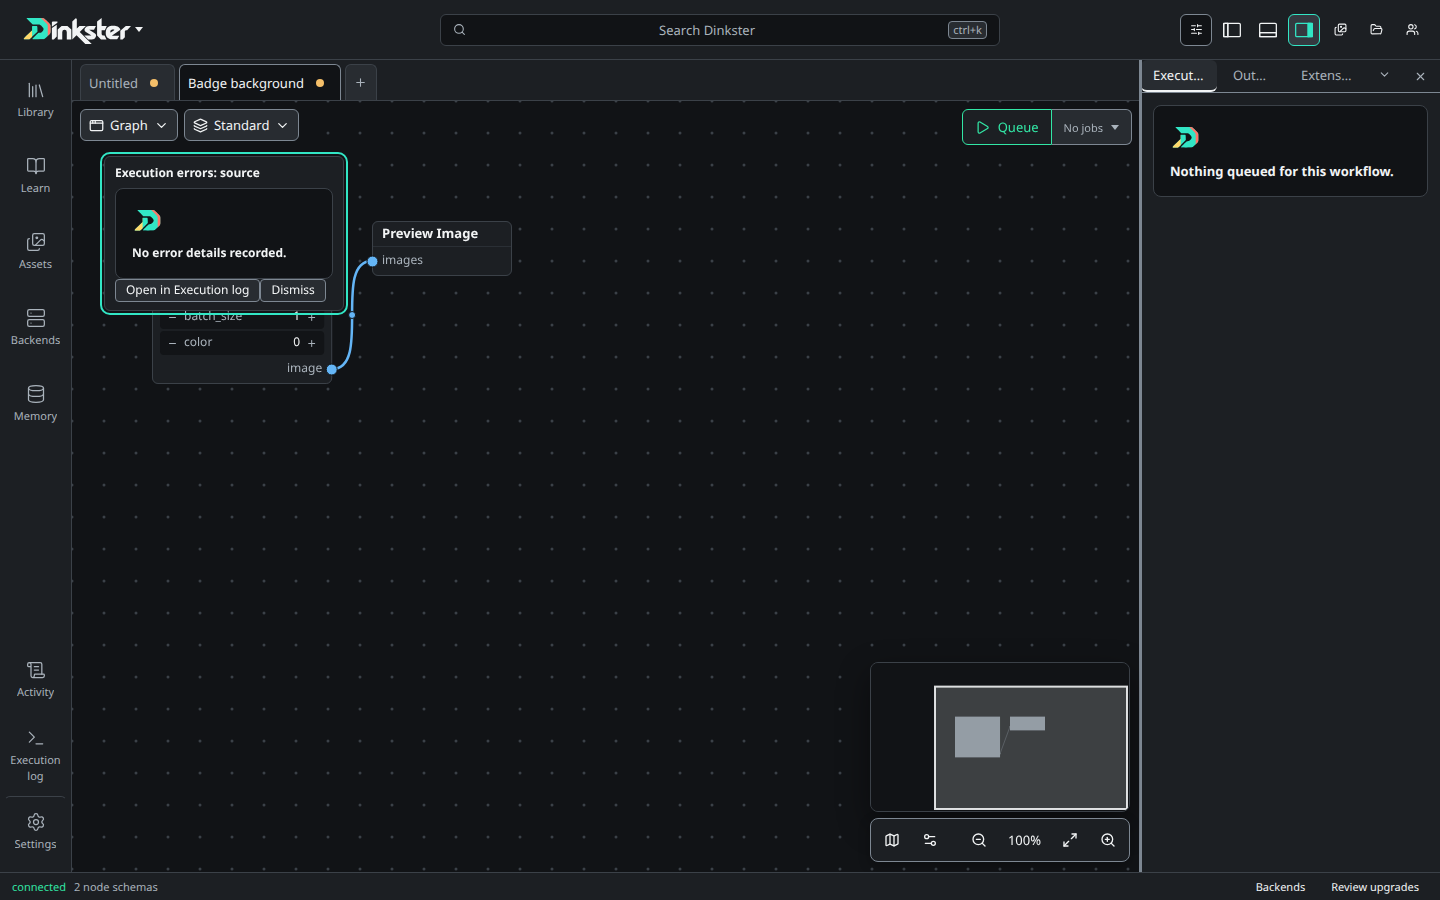 Dinkster
Search Dinkster
ctrl+k
Untitled
Badge background
+
Execut...
Out...
Extens...
Library
Learn
Assets
Backends
Memory
Activity
Execution
log
Settings
Graph
Standard
Queue
No jobs
Nothing queued for this workflow.
Execution errors: source
No error details recorded.
Open in Execution log
Dismiss
Preview Image
images
– batch_size 1 +
– color 0 +
image
100%
connected
2 node schemas
Backends
Review upgrades